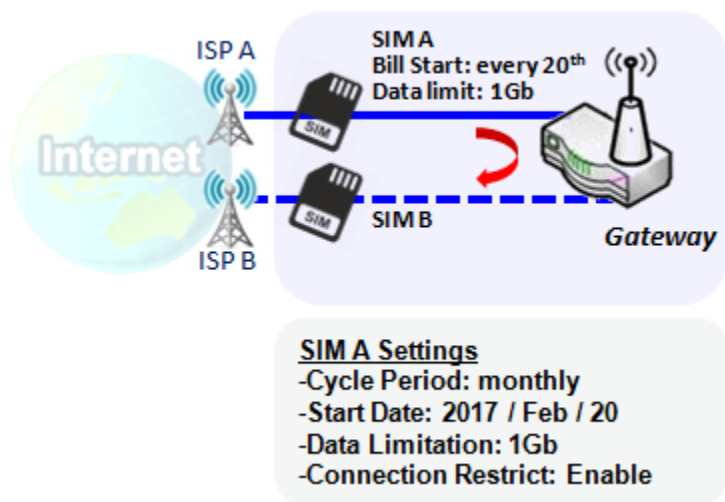 ISP A
SIM A
Bill Start: every 20th
Data limit: 1Gb
SIM
Internet
SIM
SIM B
ISP B
Gateway
SIM A Settings
-Cycle Period: monthly
-Start Date: 2017 / Feb / 20
-Data Limitation: 1Gb
-Connection Restrict: Enable